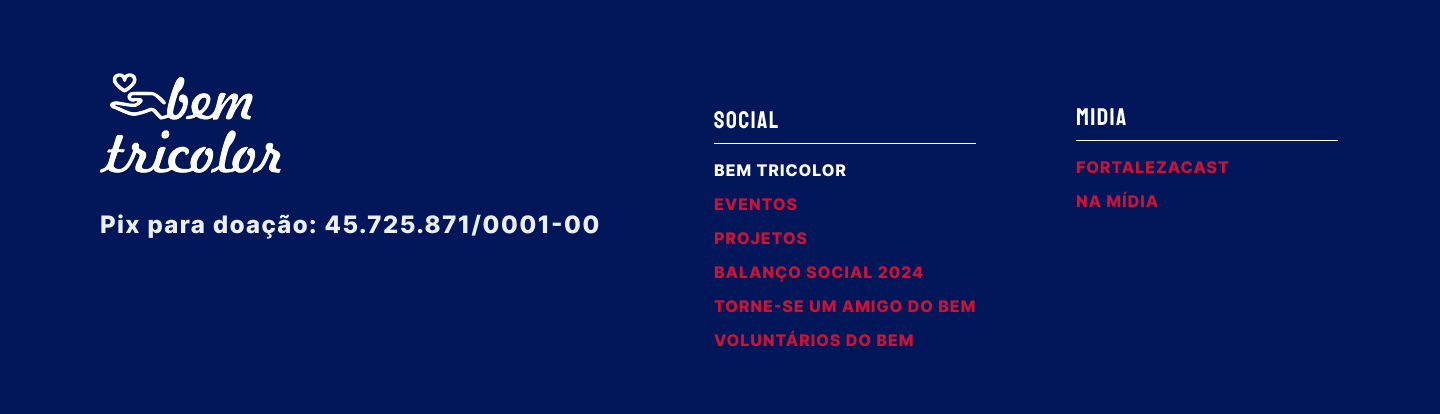 bem
tricolor
Pix para doação: 45.725.871/0001-00
SOCIAL
BEM TRICOLOR
EVENTOS
PROJETOS
BALANÇO SOCIAL 2024
TORNE-SE UM AMIGO DO BEM
VOLUNTÁRIOS DO BEM
MIDIA
FORTALEZACAST
NA MÍDIA